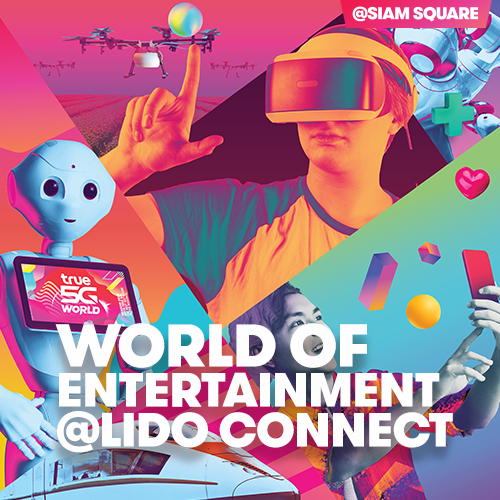 @SIAM SQUARE
true
5G
WORLD
WORLD OF
ENTERTAINMENT
@LIDO CONNECT